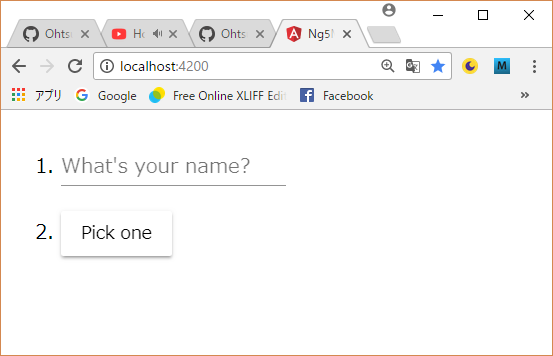 Ohts
Ho
Ohts
Ng5
localhost:4200
アプリ Google Free Online XLIFF Edit Facebook »
1. What's your name?
2. Pick one